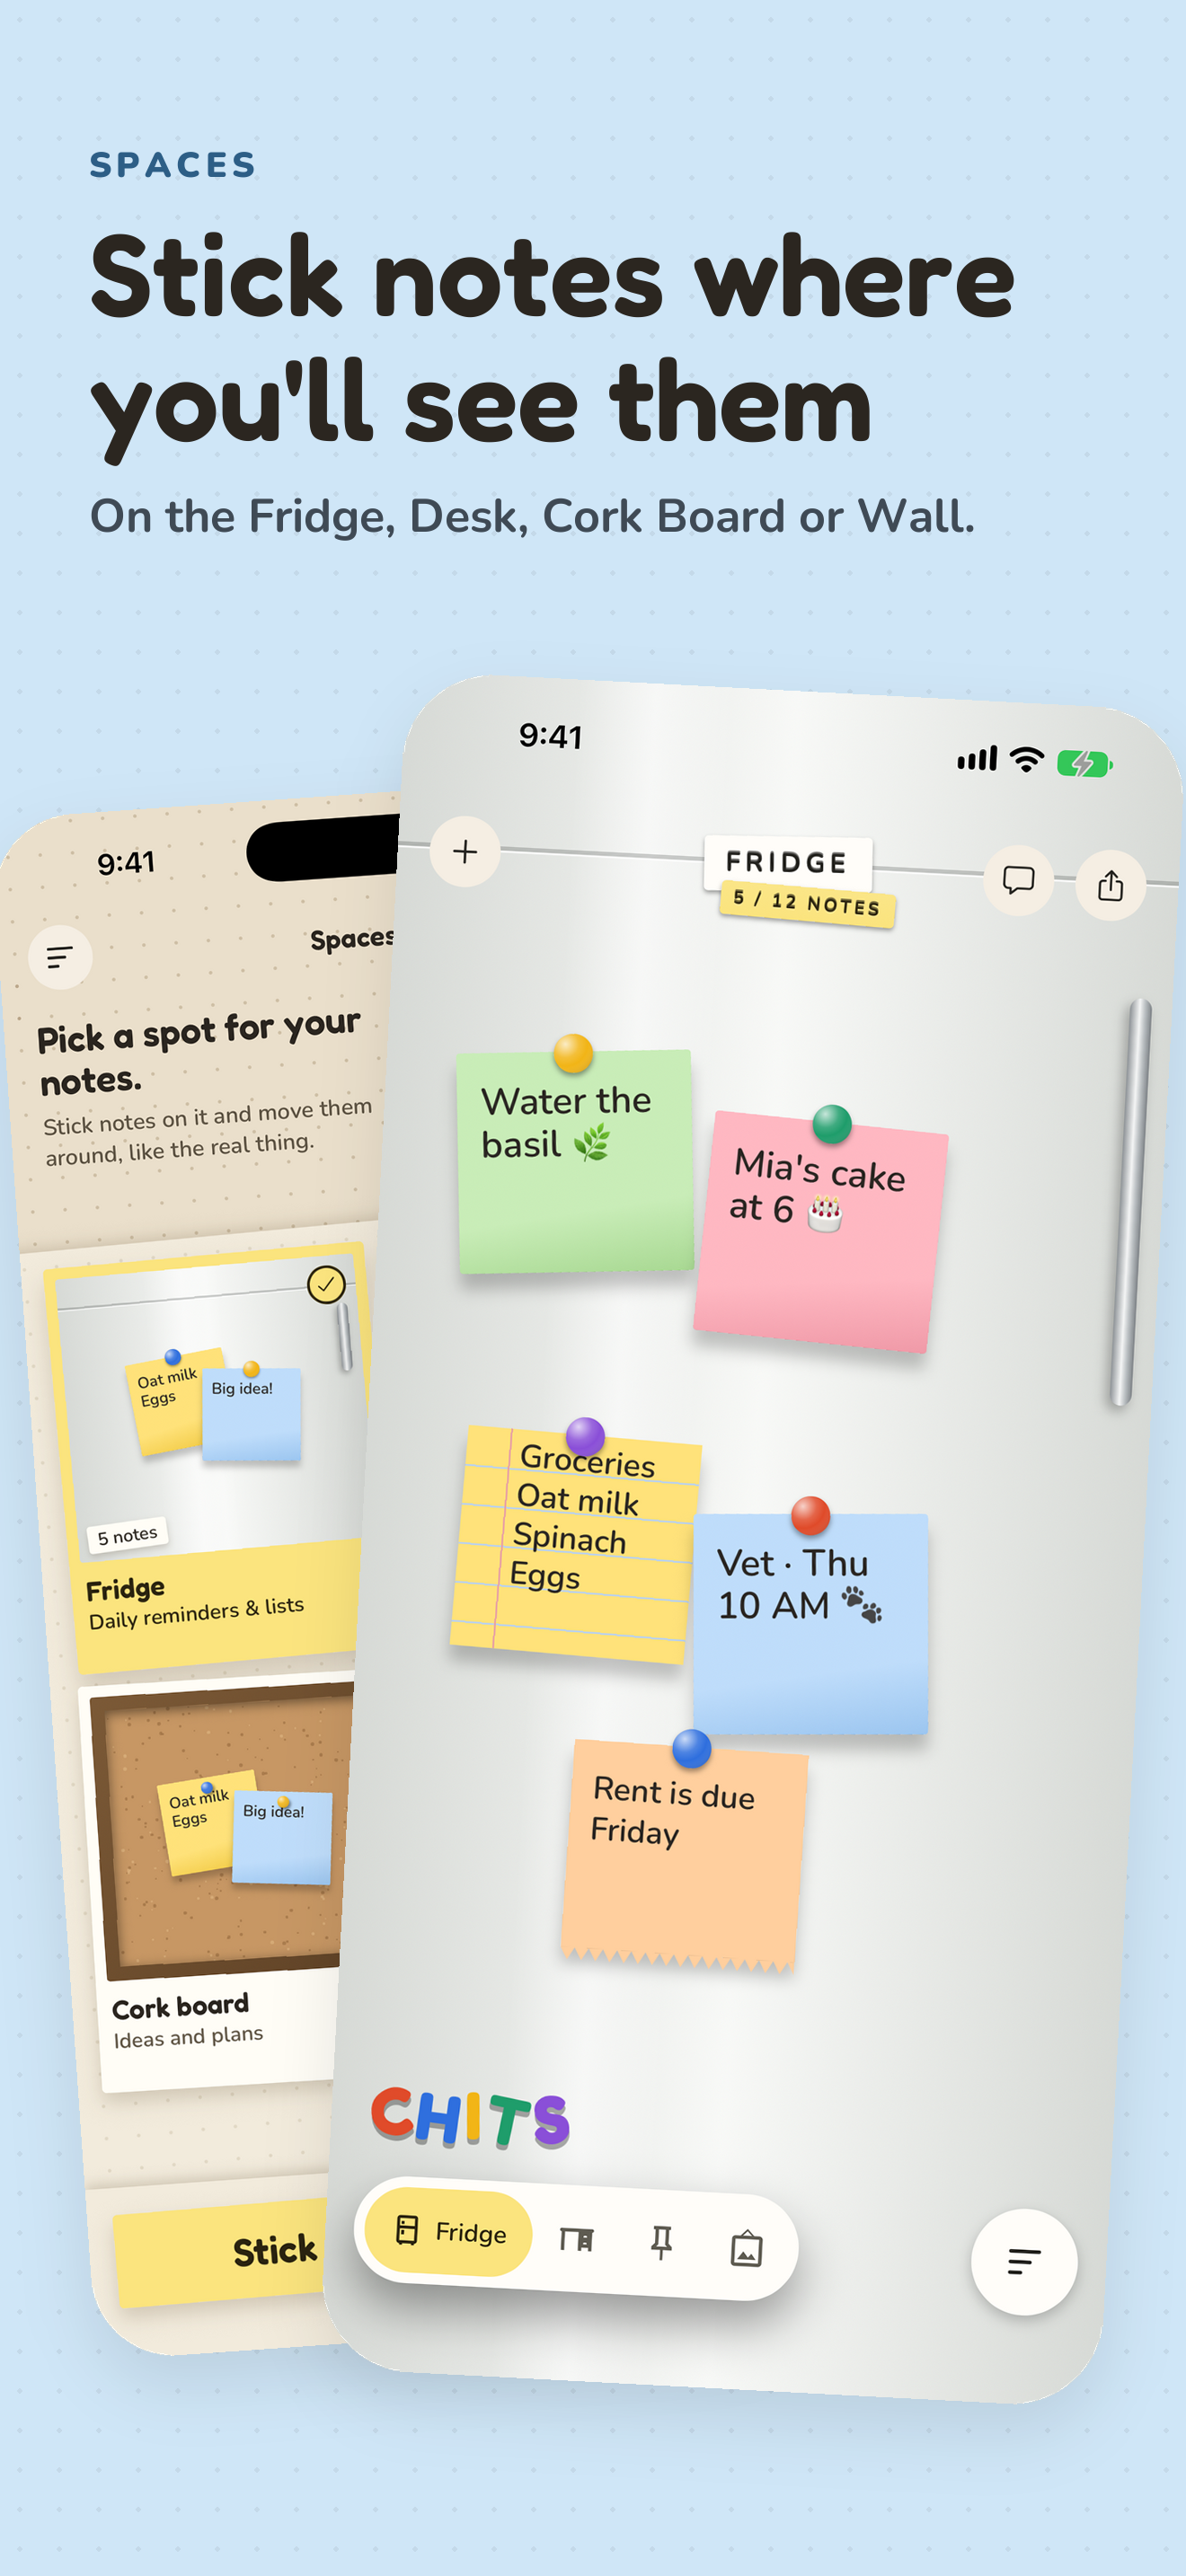 SPACES
Stick notes where
you'll see them
On the Fridge, Desk, Cork Board or Wall.
9:41
Spaces
Pick a spot for your
notes.
Stick notes on it and move them
around, like the real thing.
Oat milk
Eggs
Big idea!
5 notes
Fridge
Daily reminders & lists
Oat milk
Eggs
Big idea!
Cork board
Ideas and plans
Stick
9:41
FRIDGE
5 / 12 NOTES
Water the
basil 🌿
Mia's cake
at 6 🎂
Groceries
Oat milk
Spinach
Eggs
Vet · Thu
10 AM 🐾
Rent is due
Friday
CHITS
Fridge